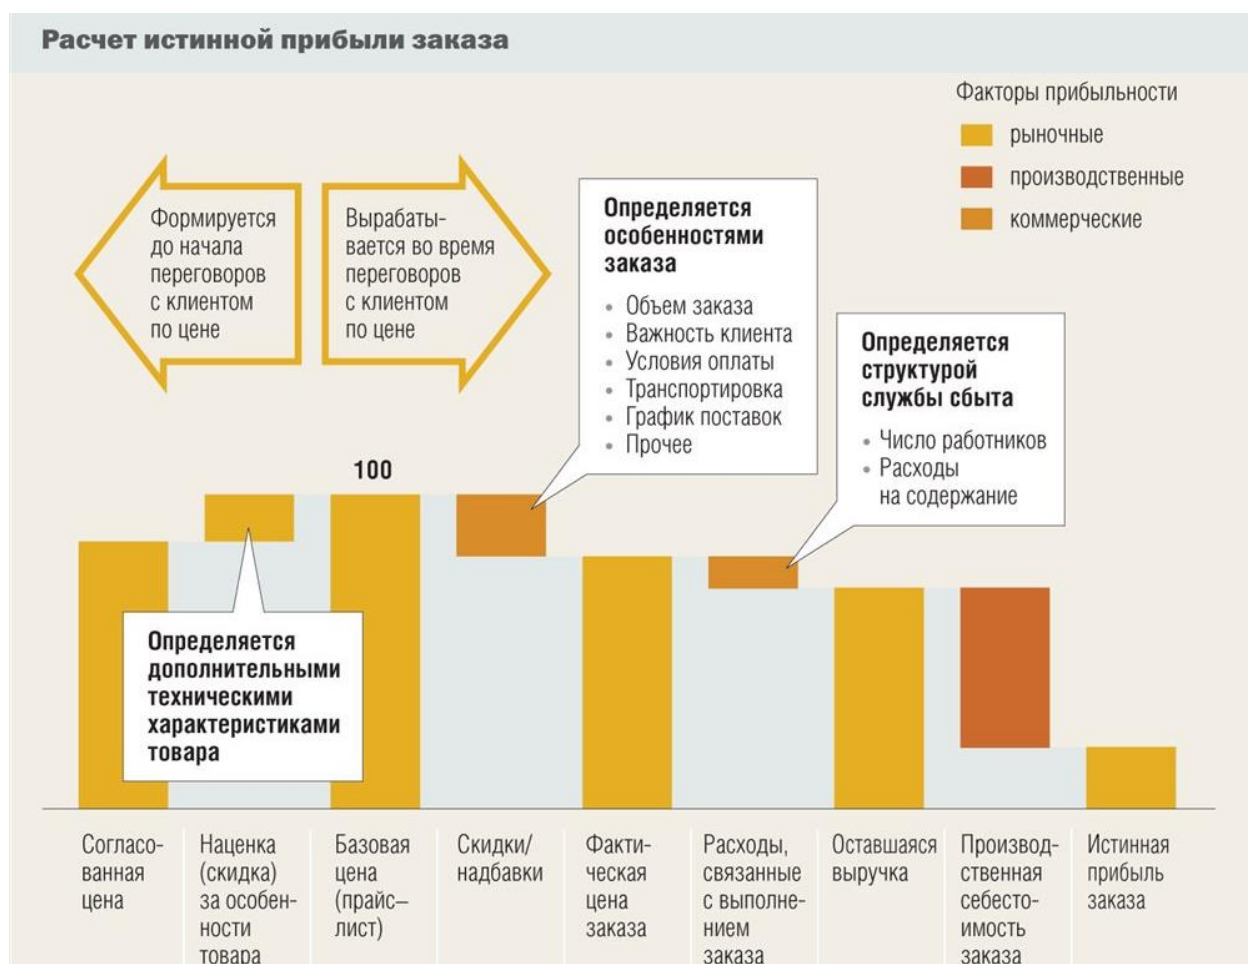 Расчет истинной прибыли заказа
Факторы прибыльности
рыночные
производственные
коммерческие
Формируется
до начала
переговоров
с клиентом
по цене
Вырабаты-
вается во время
переговоров
с клиентом
по цене
Определяется
особенностями
заказа
• Объем заказа
• Важность клиента
• Условия оплаты
• Транспортировка
• График поставок
• Прочее
Определяется
структурой
службы сбыта
• Число работников
• Расходы
на содержание
100
Определяется
дополнительными
техническими
характеристиками
товара
Согласо-
ванная
цена
Наценка
(скидка)
за особен-
ности
товара
Базовая
цена
(прайс–
лист)
Скидки/
надбавки
Факти-
ческая
цена
заказа
Расходы,
связанные
с выполне-
нием
заказа
Оставшаяся
выручка
Производ-
ственная
себесто-
имость
заказа
Истинная
прибыль
заказа